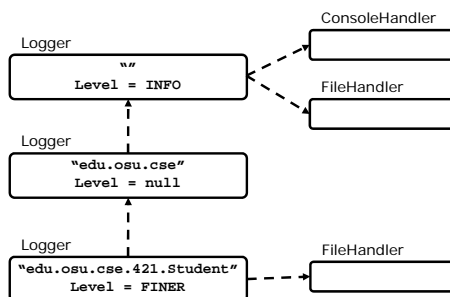 ConsoleHandler
Logger
“”
Level = INFO
FileHandler
Logger
“edu.osu.cse”
Level = null
Logger
FileHandler
“edu.osu.cse.421.Student”
Level = FINER